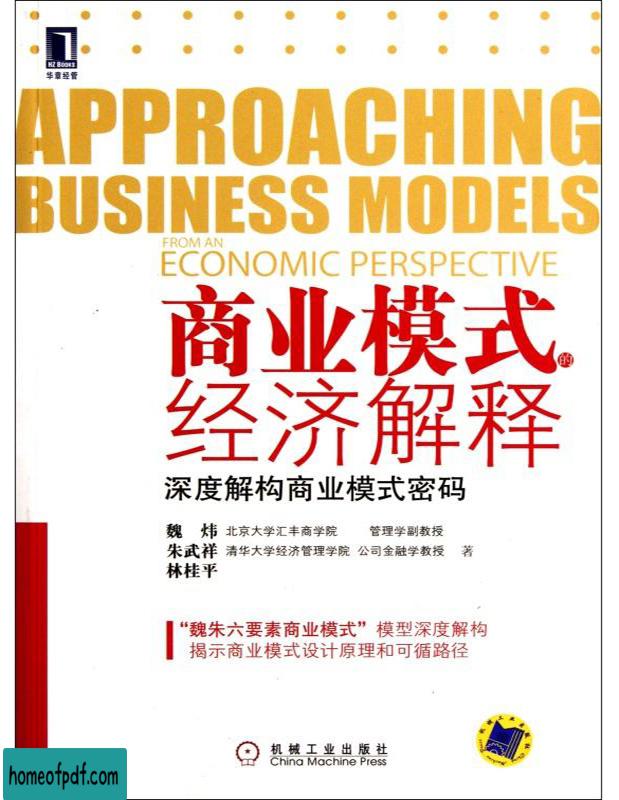 HZ BOOKS
华章经管
APPROACHING
BUSINESS MODELS
FROM AN
ECONOMIC PERSPECTIVE
商业模式的
经济解释
深度解构商业模式密码
魏 炜 北京大学汇丰商学院 管理学副教授
朱武祥 清华大学经济管理学院 公司金融学教授 著
林桂平
“魏朱六要素商业模式”模型深度解构
揭示商业模式设计原理和可循路径
机械工业出版社
China Machine Press
homeofpdf.com